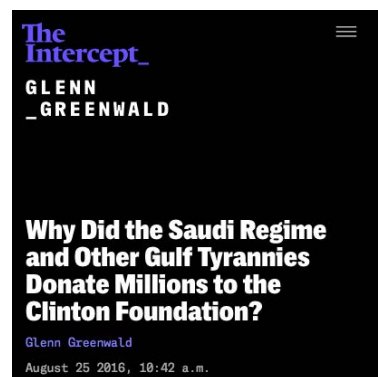 The
Intercept_
GLENN
_GREENWALD
Why Did the Saudi Regime
and Other Gulf Tyrannies
Donate Millions to the
Clinton Foundation?
Glenn Greenwald
August 25 2016, 10:42 a.m.